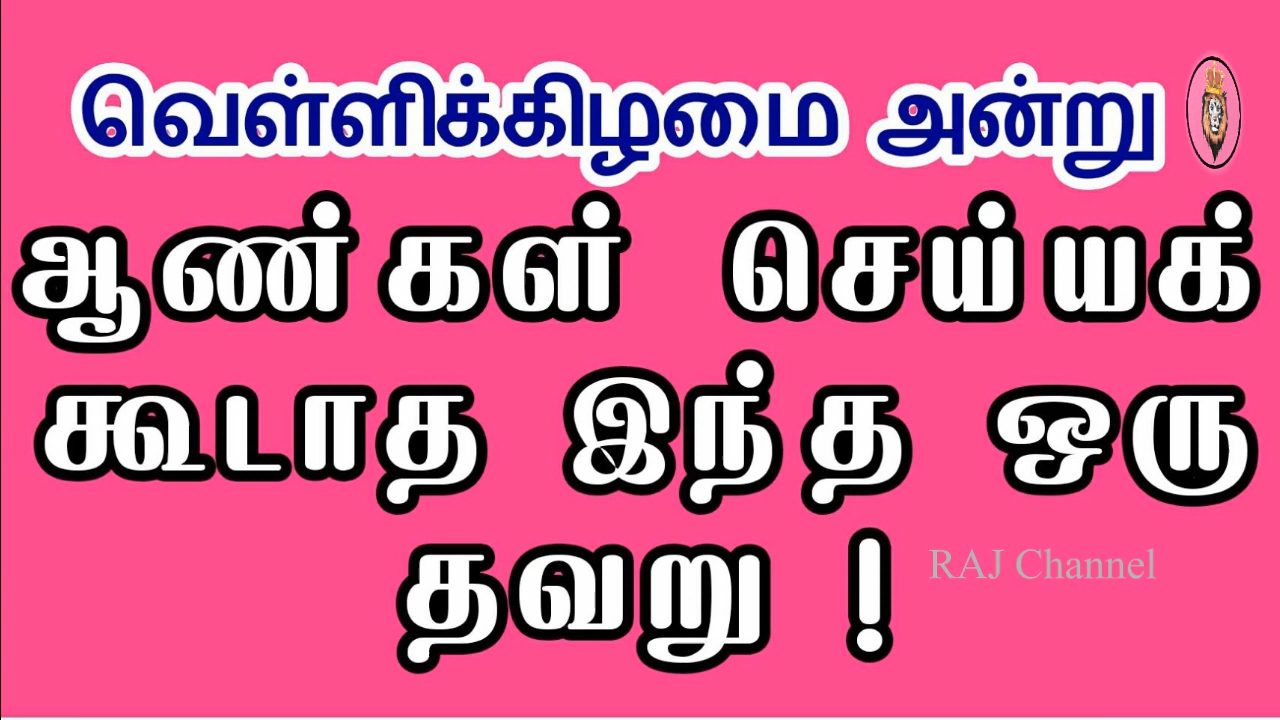 வெள்ளிக்கிழமை அன்று
ஆண்கள் செய்யக்
கூடாத இந்த ஒரு
தவறு !
RAJ Channel